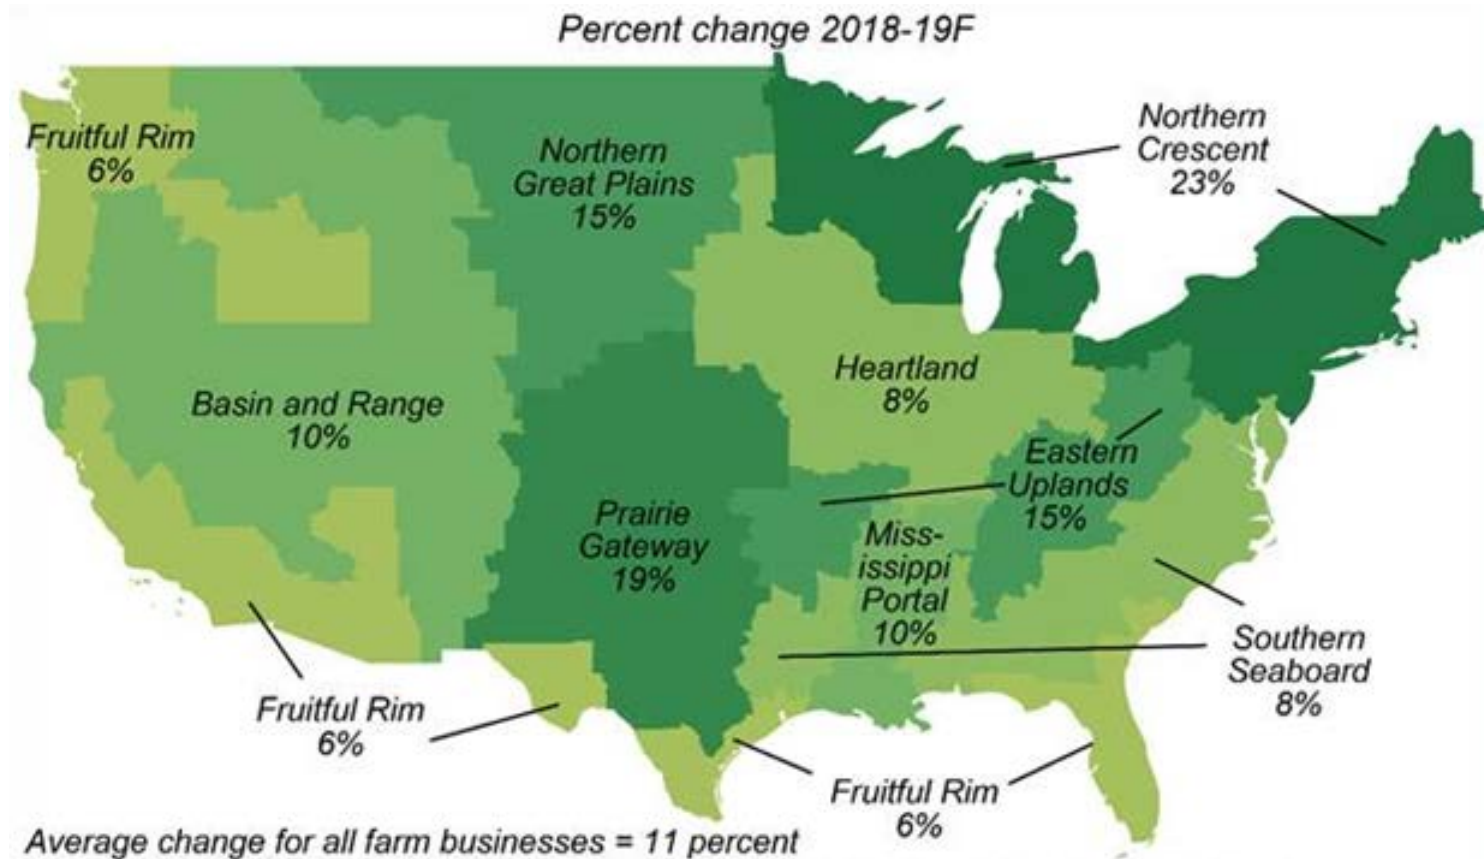 Percent change 2018-19F
Fruitful Rim
6%
Northern
Great Plains
15%
Northern
Crescent
23%
Basin and Range
10%
Heartland
8%
Eastern
Uplands
15%
Prairie
Gateway
19%
Miss-
issippi
Portal
10%
Southern
Seaboard
8%
Fruitful Rim
6%
Fruitful Rim
6%
Average change for all farm businesses = 11 percent